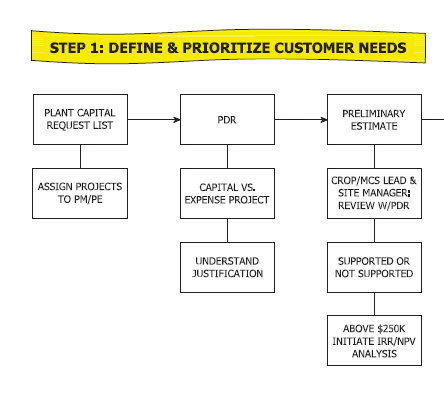 STEP 1: DEFINE & PRIORITIZE CUSTOMER NEEDS
PLANT CAPITAL
REQUEST LIST
PDR
PRELIMINARY
ESTIMATE
ASSIGN PROJECTS
TO PM/PE
CAPITAL VS.
EXPENSE PROJECT
CROP/MCS LEAD &
SITE MANAGER:
REVIEW W/PDR
UNDERSTAND
JUSTIFICATION
SUPPORTED OR
NOT SUPPORTED
ABOVE $250K
INITIATE IRR/NPV
ANALYSIS